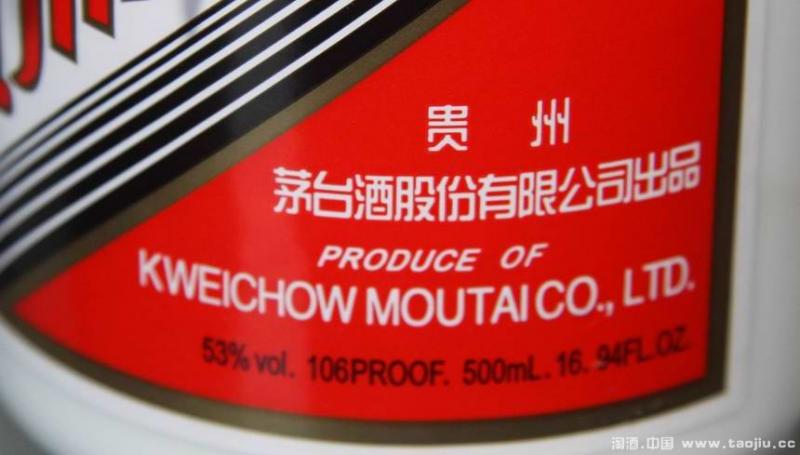 贵州
茅台酒股份有限公司出品
PRODUCE OF
KWEICHOW MOUTAI CO., LTD.
53% vol. 106PROOF. 500mL. 16. 94FL. OZ.
淘酒.中国 www.taojiu.cc